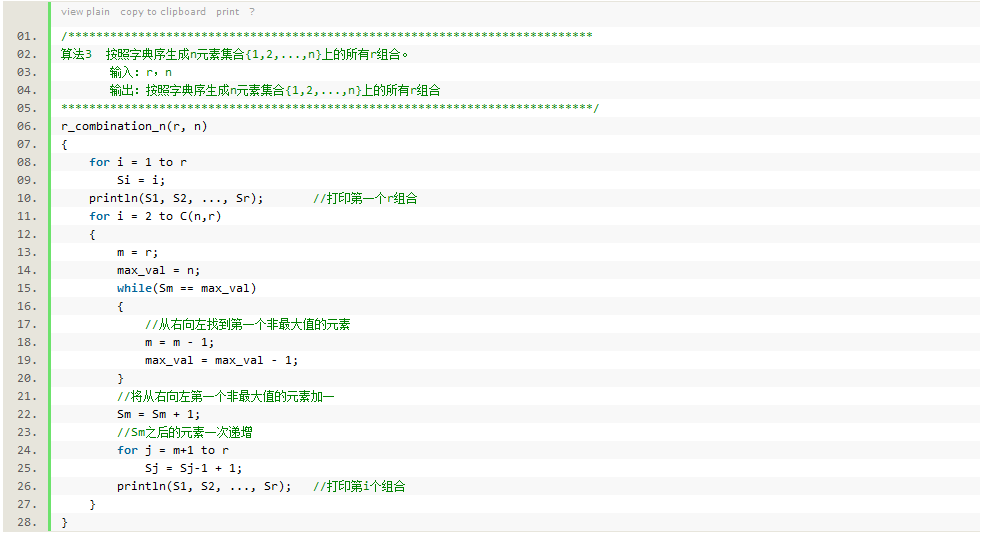 view plain copy to clipboard print ?
01. /***************************************************************************
02. 算法3  按照字典序生成n元素集合{1,2,...,n}上的所有r组合。
03.        输入：r，n
04.        输出：按照字典序生成n元素集合{1,2,...,n}上的所有r组合
05. ****************************************************************************/
06. r_combination_n(r, n)
07. {
08.     for i = 1 to r
09.         Si = i;
10.     println(S1, S2, ..., Sr);       //打印第一个r组合
11.     for i = 2 to C(n,r)
12.     {
13.         m = r;
14.         max_val = n;
15.         while(Sm == max_val)
16.         {
17.             //从右向左找到第一个非最大值的元素
18.             m = m - 1;
19.             max_val = max_val - 1;
20.         }
21.         //将从右向左第一个非最大值的元素加一
22.         Sm = Sm + 1;
23.         //Sm之后的元素一次递增
24.         for j = m+1 to r
25.             Sj = Sj-1 + 1;
26.         println(S1, S2, ..., Sr);   //打印第i个组合
27.     }
28. }